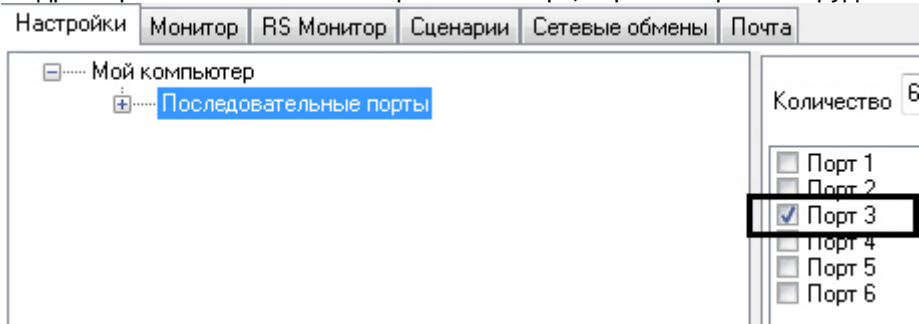 Настройки Монитор RS Монитор Сценарии Сетевые обмены Почта
Мой компьютер
Последовательные порты
Количество 6
Порт 1
Порт 2
Порт 3
Порт 4
Порт 5
Порт 6